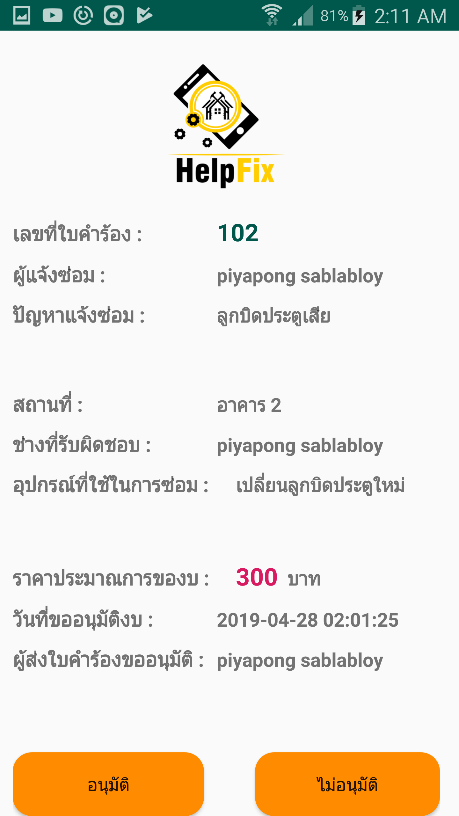 81% 2:11 AM
HelpFix
เลขที่ใบคำร้อง : 102
ผู้แจ้งซ่อม : piyapong sablabloy
ปัญหาแจ้งซ่อม : ลูกบิดประตูเสีย
สถานที่ : อาคาร 2
ช่างที่รับผิดชอบ : piyapong sablabloy
อุปกรณ์ที่ใช้ในการซ่อม : เปลี่ยนลูกบิดประตูใหม่
ราคาประมาณการของบ : 300 บาท
วันที่ขออนุมัติงบ : 2019-04-28 02:01:25
ผู้ส่งใบคำร้องขออนุมัติ : piyapong sablabloy
อนุมัติ ไม่อนุมัติ